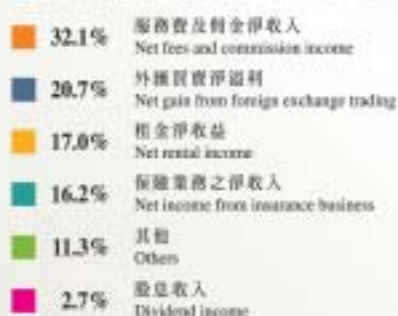 32.1% 服務費及佣金淨收入
Net fees and commission income
20.7% 外匯買賣淨溢利
Net gain from foreign exchange trading
17.0% 租金淨收益
Net rental income
16.2% 保險業務之淨收入
Net income from insurance business
11.3% 其他
Others
2.7% 股息收入
Dividend income